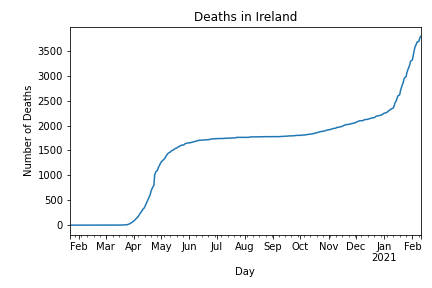 Deaths in Ireland
Number of Deaths
3500
3000
2500
2000
1500
1000
500
0
Feb Mar Apr May Jun Jul Aug Sep Oct Nov Dec Jan Feb
2021
Day